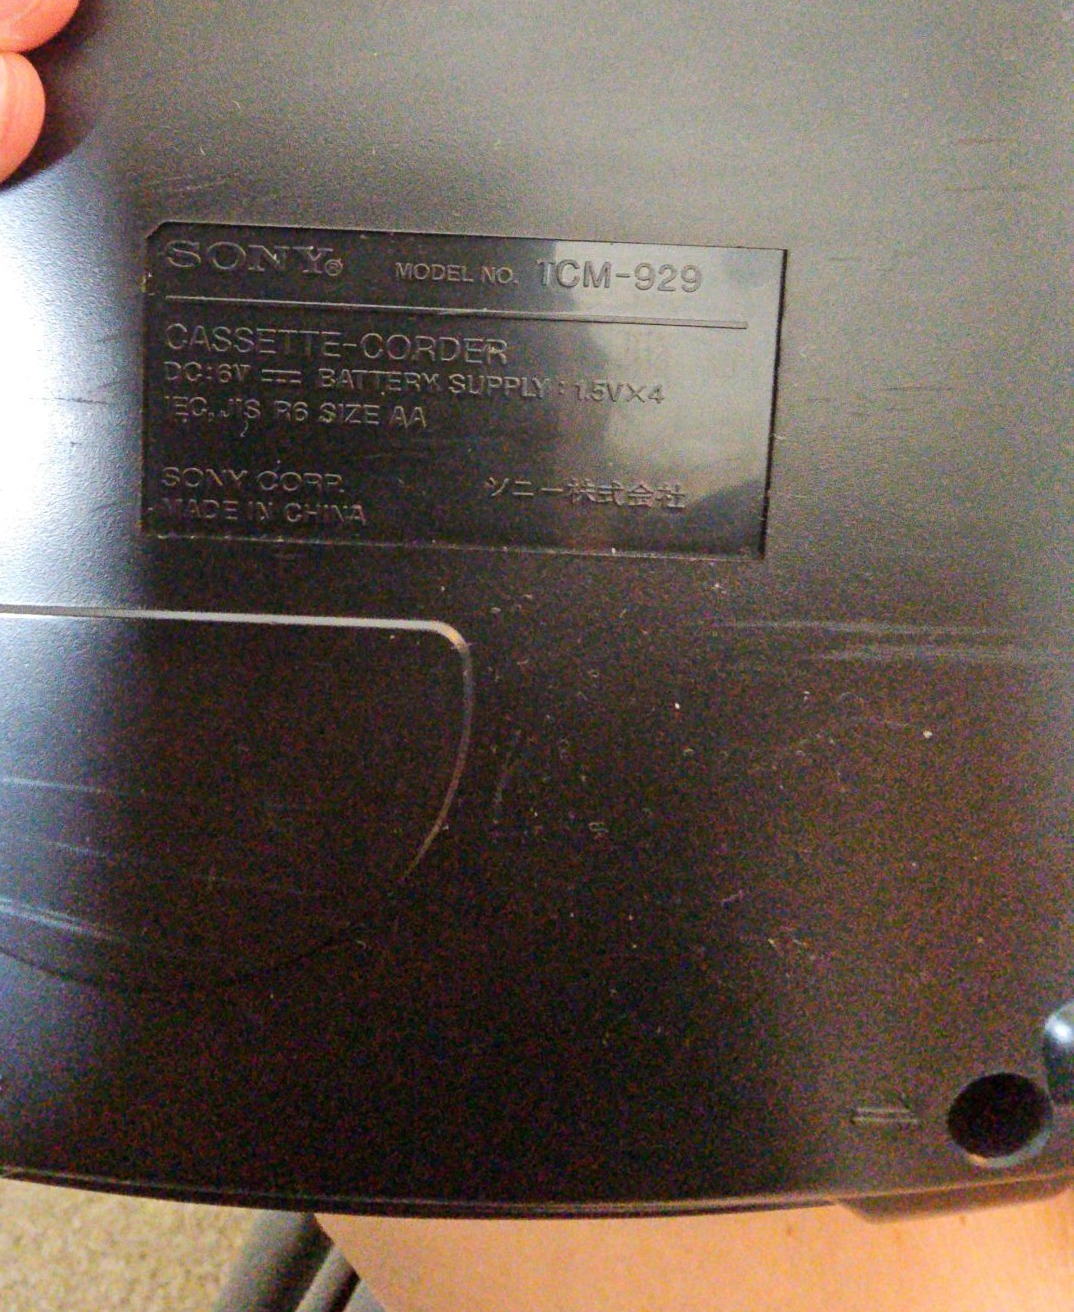 SONY® MODEL NO. TCM-929
CASSETTE-CORDER
DC:6V ⎓ BATTERY SUPPLY : 1.5V×4
IEC, JIS R6 SIZE AA
SONY CORP. ソニー株式会社
MADE IN CHINA